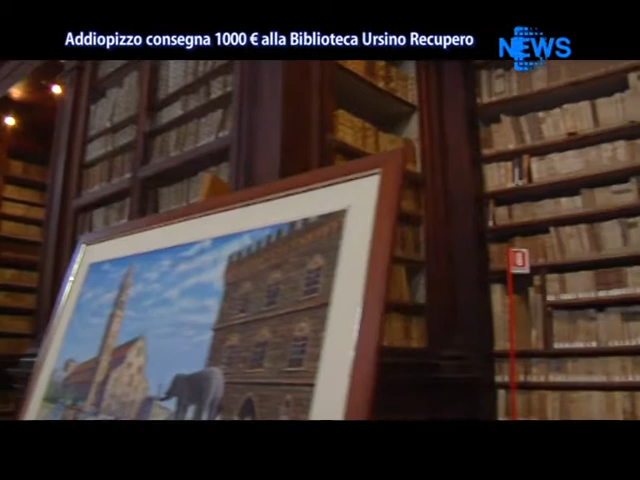 Addiopizzo consegna 1000 € alla Biblioteca Ursino Recupero
NEWS